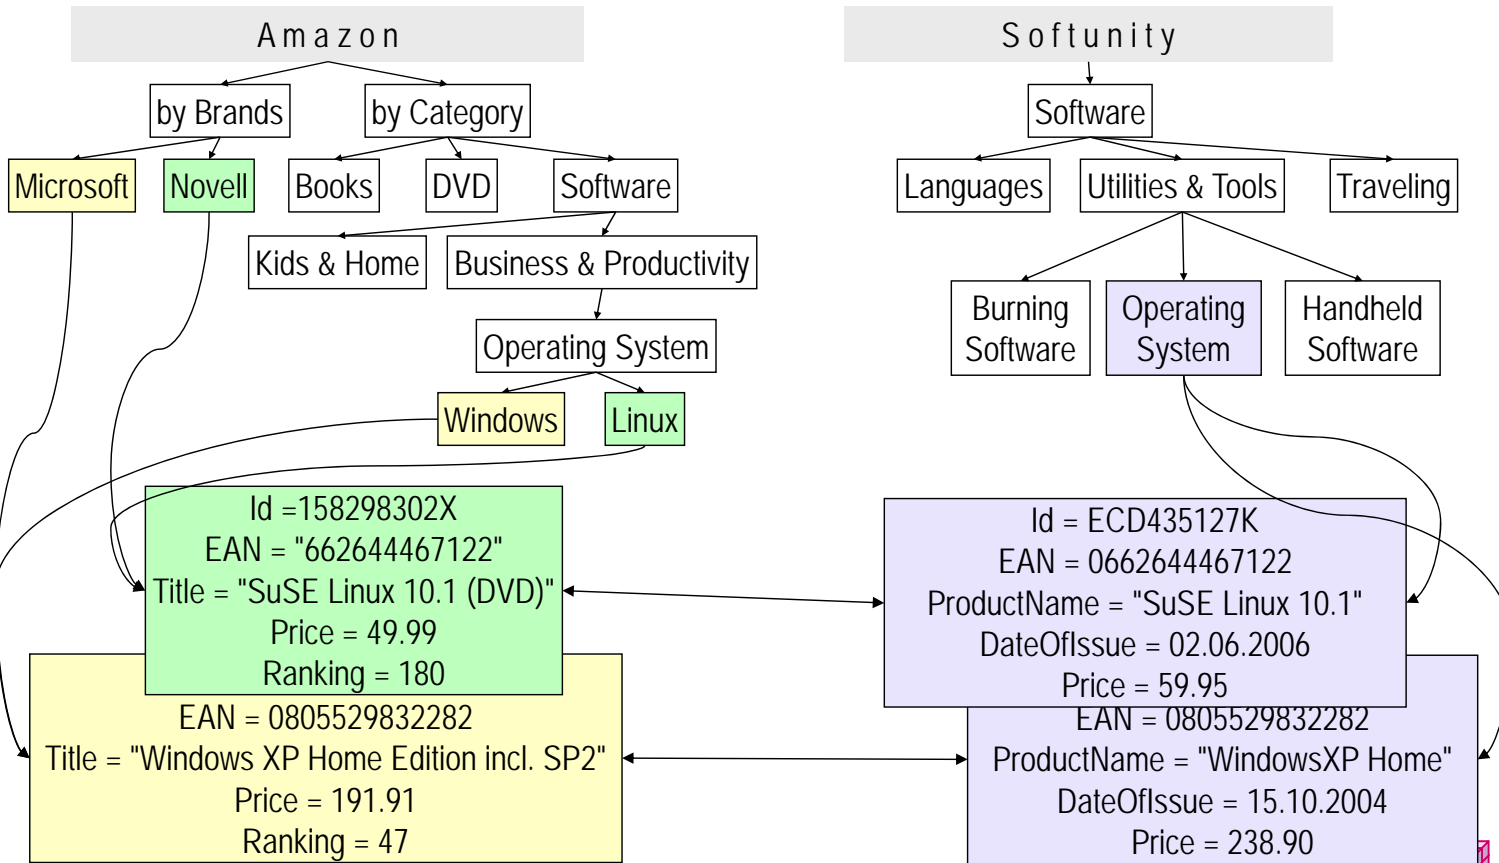 Amazon
Softunity
by Brands
by Category
Software
Microsoft
Novell
Books
DVD
Software
Languages
Utilities & Tools
Traveling
Kids & Home
Business & Productivity
Burning
Software
Operating
System
Handheld
Software
Operating System
Windows
Linux
Id =158298302X
EAN = "662644467122"
Title = "SuSE Linux 10.1 (DVD)"
Price = 49.99
Ranking = 180
EAN = 0805529832282
Title = "Windows XP Home Edition incl. SP2"
Price = 191.91
Ranking = 47
Id = ECD435127K
EAN = 0662644467122
ProductName = "SuSE Linux 10.1"
DateOfIssue = 02.06.2006
Price = 59.95
EAN = 0805529832282
ProductName = "WindowsXP Home"
DateOfIssue = 15.10.2004
Price = 238.90